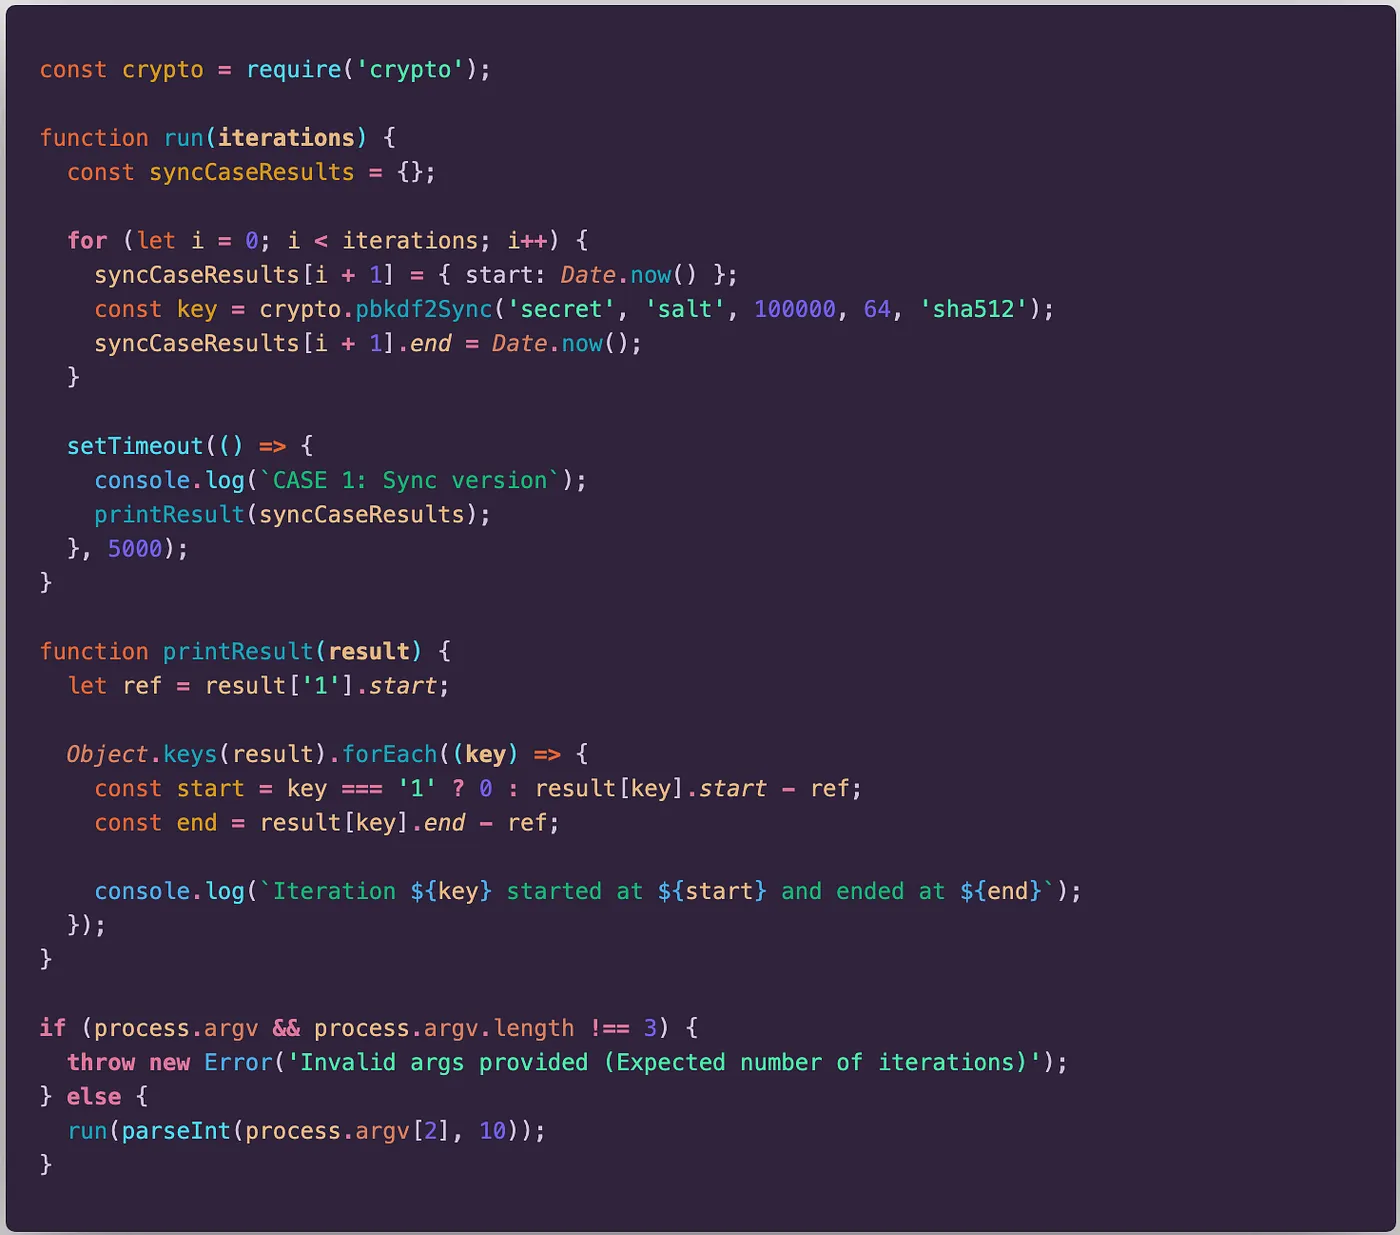 const crypto = require('crypto');

function run(iterations) {
  const syncCaseResults = {};

  for (let i = 0; i < iterations; i++) {
    syncCaseResults[i + 1] = { start: Date.now() };
    const key = crypto.pbkdf2Sync('secret', 'salt', 100000, 64, 'sha512');
    syncCaseResults[i + 1].end = Date.now();
  }

  setTimeout(() => {
    console.log(`CASE 1: Sync version`);
    printResult(syncCaseResults);
  }, 5000);
}

function printResult(result) {
  let ref = result['1'].start;

  Object.keys(result).forEach((key) => {
    const start = key === '1' ? 0 : result[key].start - ref;
    const end = result[key].end - ref;

    console.log(`Iteration ${key} started at ${start} and ended at ${end}`);
  });
}

if (process.argv && process.argv.length !== 3) {
  throw new Error('Invalid args provided (Expected number of iterations)');
} else {
  run(parseInt(process.argv[2], 10));
}